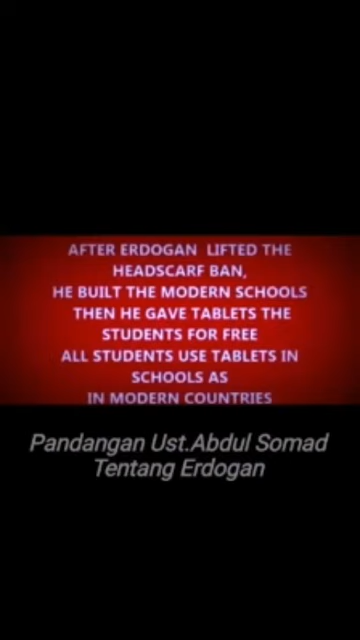 AFTER ERDOGAN LIFTED THE
HEADSCARF BAN,
HE BUILT THE MODERN SCHOOLS
THEN HE GAVE TABLETS THE
STUDENTS FOR FREE
ALL STUDENTS USE TABLETS IN
SCHOOLS AS
IN MODERN COUNTRIES
Pandangan Ust.Abdul Somad
Tentang Erdogan